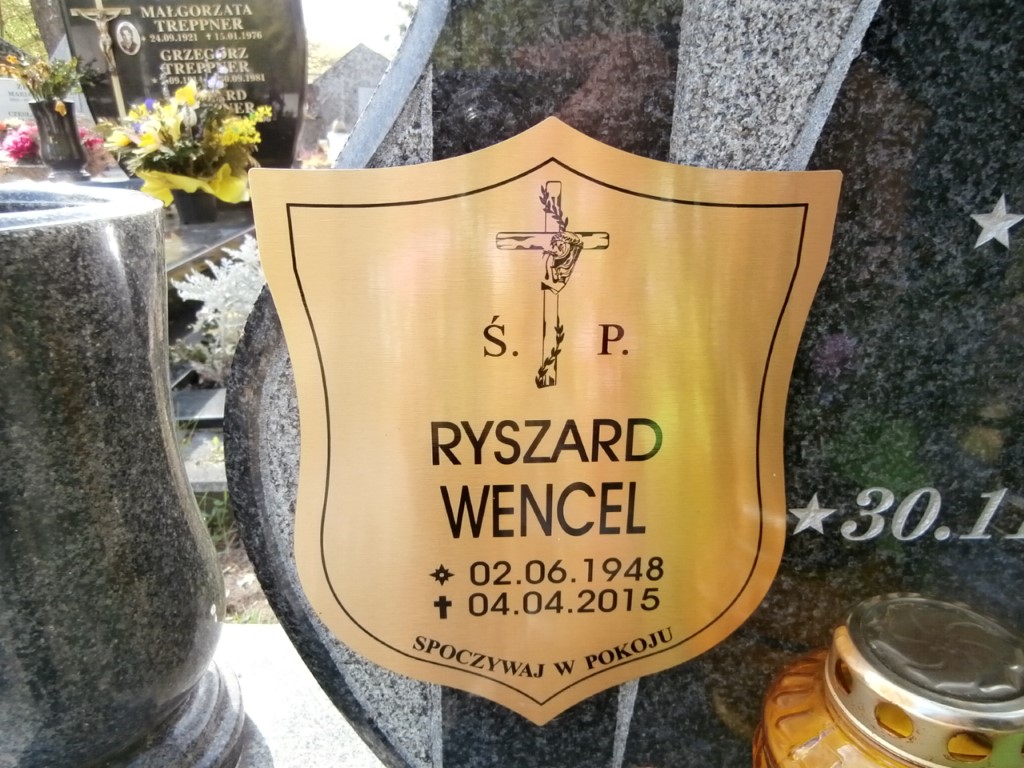 MAŁGORZATA
TREPPNER
* 24.09.1921 ✝ 15.01.1976
GRZEGORZ
TREPPNER
Ś. P.
RYSZARD
WENCEL
02.06.1948
04.04.2015
SPOCZYWAJ W POKOJU
30.11